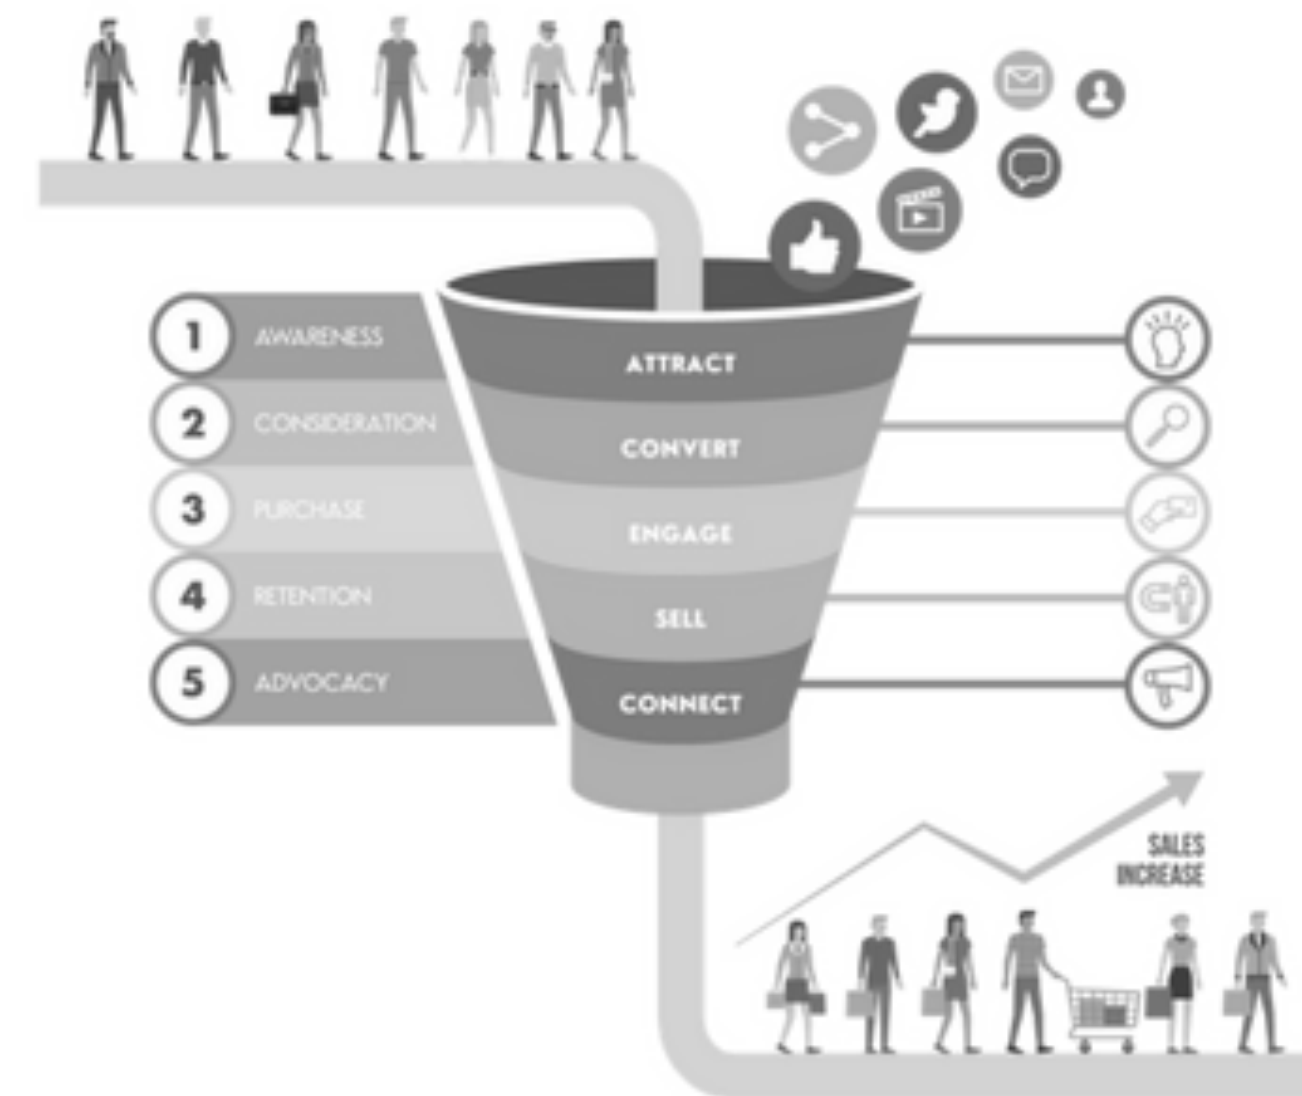 1 AWARENESS
ATTRACT
2 CONSIDERATION
CONVERT
3 PURCHASE
ENGAGE
4 RETENTION
SELL
5 ADVOCACY
CONNECT
SALES
INCREASE